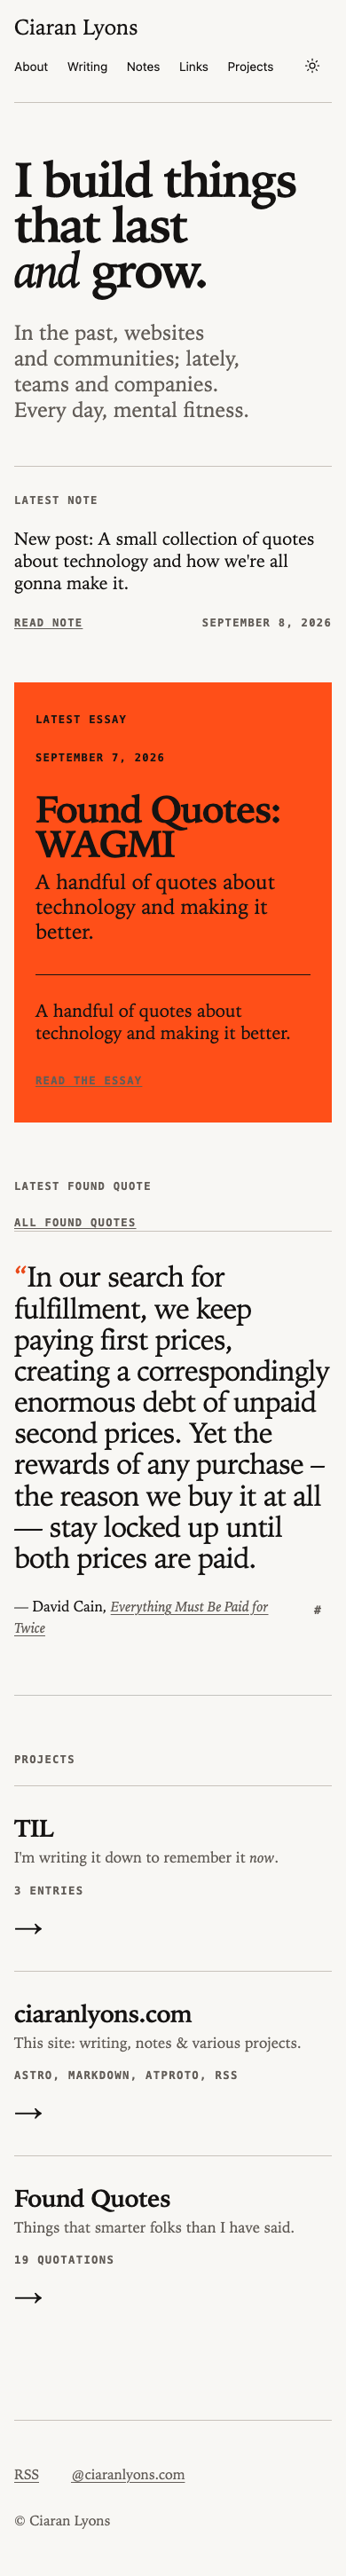 Ciaran Lyons
About Writing Notes Links Projects
I build things
that last
and grow.
In the past, websites
and communities; lately,
teams and companies.
Every day, mental fitness.
LATEST NOTE
New post: A small collection of quotes
about technology and how we're all
gonna make it.
READ NOTE SEPTEMBER 8, 2026
LATEST ESSAY
SEPTEMBER 7, 2026
Found Quotes:
WAGMI
A handful of quotes about
technology and making it
better.
A handful of quotes about
technology and making it better.
READ THE ESSAY
LATEST FOUND QUOTE
ALL FOUND QUOTES
“In our search for
fulfillment, we keep
paying first prices,
creating a correspondingly
enormous debt of unpaid
second prices. Yet the
rewards of any purchase –
the reason we buy it at all
— stay locked up until
both prices are paid.
— David Cain, Everything Must Be Paid for
Twice #
PROJECTS
TIL
I'm writing it down to remember it now.
3 ENTRIES
→
ciaranlyons.com
This site: writing, notes & various projects.
ASTRO, MARKDOWN, ATPROTO, RSS
→
Found Quotes
Things that smarter folks than I have said.
19 QUOTATIONS
→
RSS @ciaranlyons.com
© Ciaran Lyons